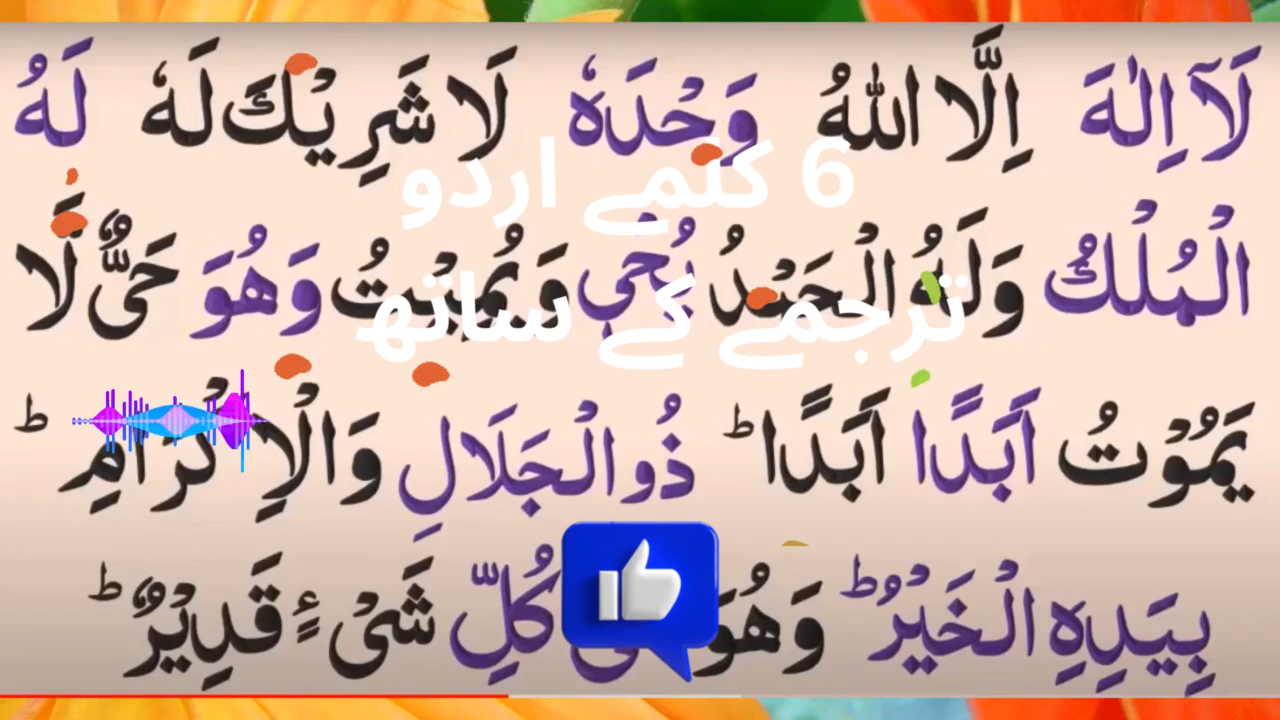 لَآ اِلٰهَ اِلَّا اللّٰهُ وَحْدَهٗ لَا شَرِيْكَ لَهٗ لَهُ
6 کلمے اردو
الْمُلْكُ وَلَهُ الْحَمْدُ يُحْيٖ وَيُمِيْتُ وَهُوَ حَىٌّ لَّا
ترجمے کے ساتھ
يَمُوْتُ اَبَدًا اَبَدًاؕ ذُو الْجَلَالِ وَالْاِكْرَامِؕ
بِيَدِهِ الْخَيْرُؕ وَهُوَ كُلِّ شَىْءٍ قَدِيْرٌؕ